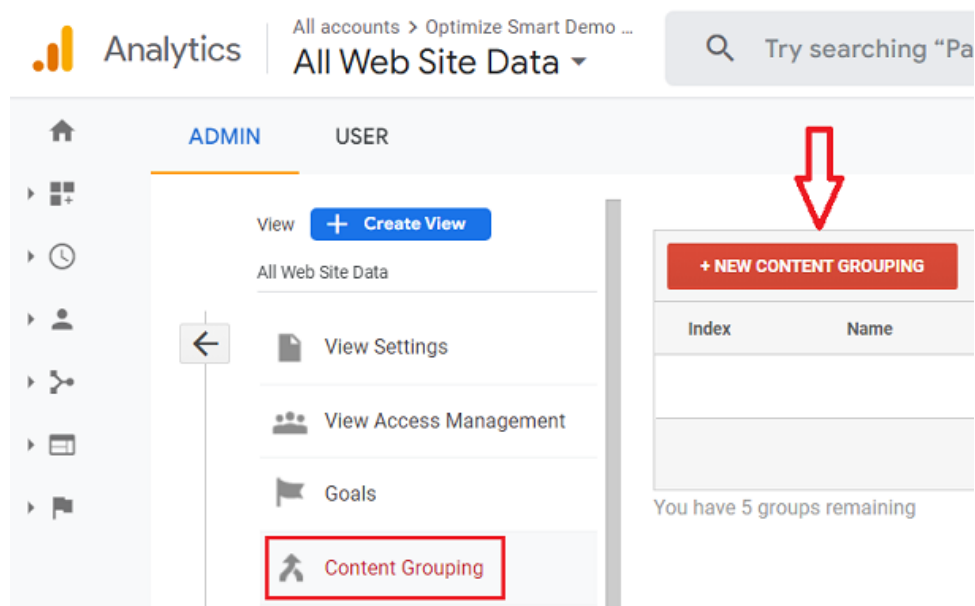 Analytics
All accounts > Optimize Smart Demo ...
All Web Site Data
Try searching “Pa
ADMIN
USER
View
+ Create View
All Web Site Data
View Settings
View Access Management
Goals
Content Grouping
+ NEW CONTENT GROUPING
Index
Name
You have 5 groups remaining